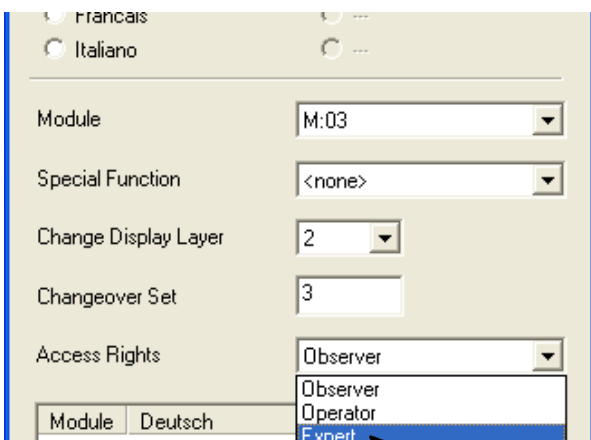 Francais ---
Italiano ---
Module M:03
Special Function <none>
Change Display Layer 2
Changeover Set 3
Access Rights Observer
Observer
Operator
Module Deutsch
Expert